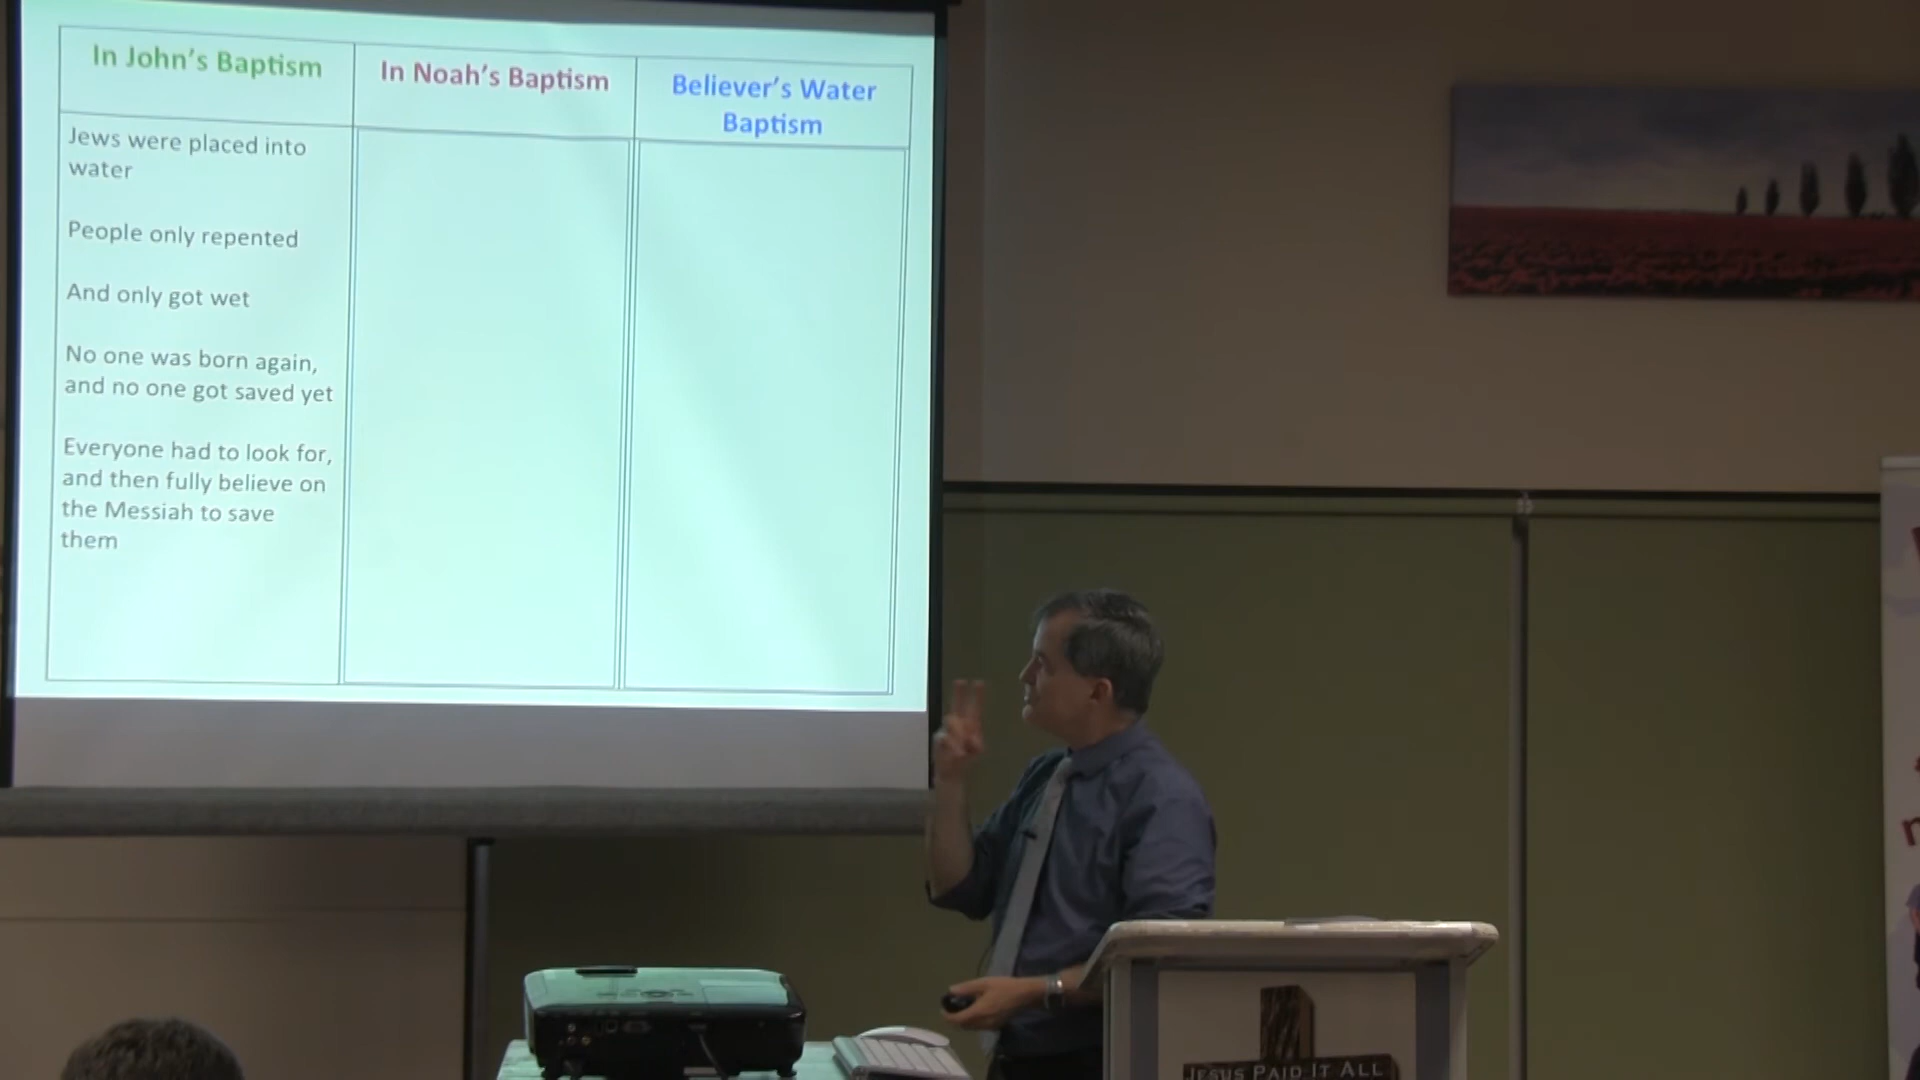 In John's Baptism
In Noah's Baptism
Believer's Water
Baptism
Jews were placed into
water
People only repented
And only got wet
No one was born again,
and no one got saved yet
Everyone had to look for,
and then fully believe on
the Messiah to save
them
JESUS PAID IT ALL